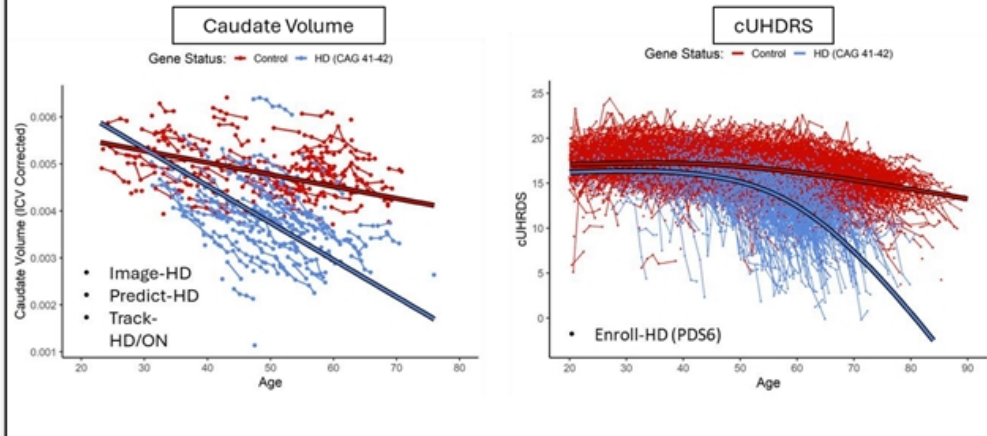 Caudate Volume
Gene Status: Control HD (CAG 41-42)
Caudate Volume (ICV Corrected)
0.006
0.005
0.004
0.003
0.002
0.001
• Image-HD
• Predict-HD
• Track-
HD/ON
20 30 40 50 60 70 80
Age
cUHDRS
Gene Status: Control HD (CAG 41-42)
cUHRDS
25
20
15
10
5
0
• Enroll-HD (PDS6)
20 30 40 50 60 70 80 90
Age